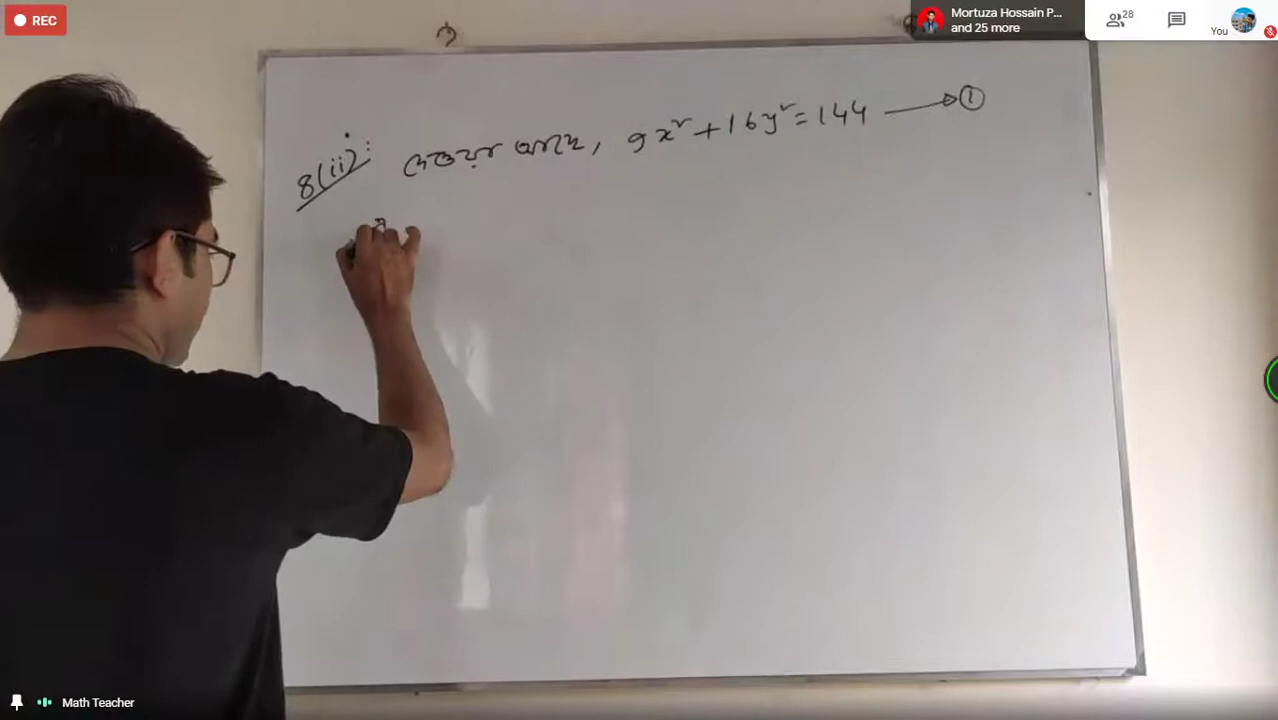 REC
Mortuza Hossain P...
and 25 more
28
You
8(ii): দেওয়া আছে, 9x² + 16y² = 144 → ①
Math Teacher